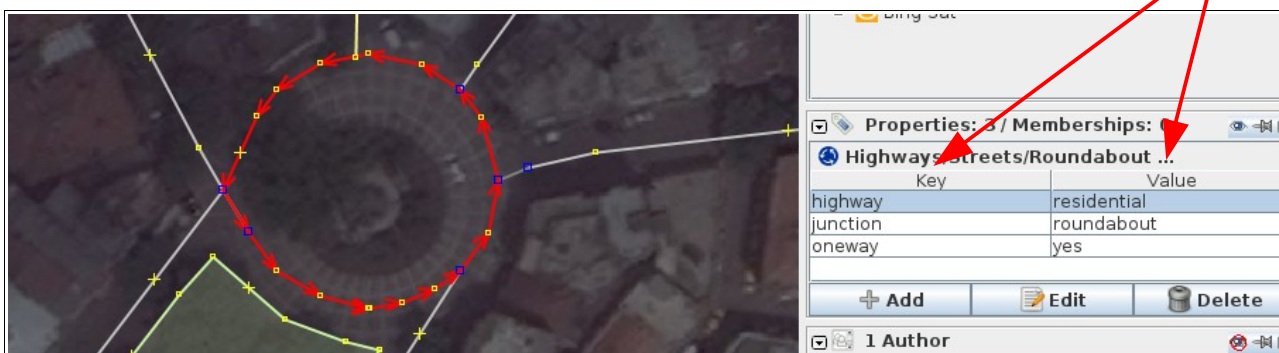 Bing Sat
Properties: 3 / Memberships: 0
Highways/Streets/Roundabout ...
Key Value
highway residential
junction roundabout
oneway yes
Add Edit Delete
1 Author